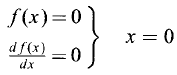 f(x) = 0
df(x)/dx = 0 } x = 0